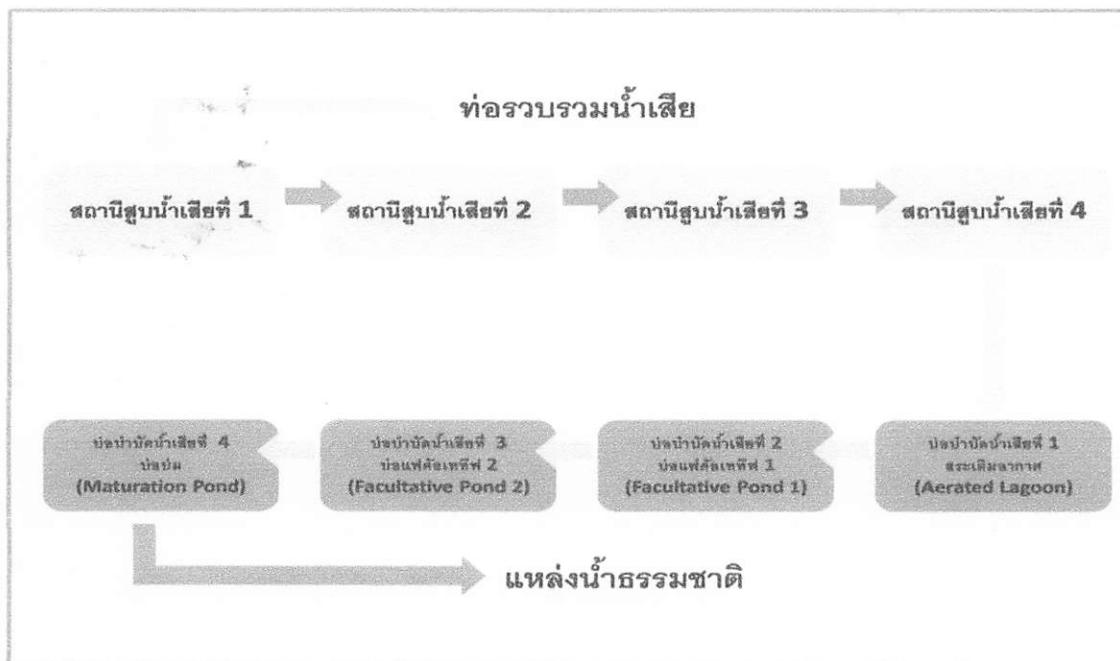 ท่อรวบรวมน้ำเสีย
สถานีสูบน้ำเสียที่ 1
สถานีสูบน้ำเสียที่ 2
สถานีสูบน้ำเสียที่ 3
สถานีสูบน้ำเสียที่ 4
บ่อบำบัดน้ำเสียที่ 4
บ่อบ่ม
(Maturation Pond)
บ่อบำบัดน้ำเสียที่ 3
บ่อแฟคัลเททีฟ 2
(Facultative Pond 2)
บ่อบำบัดน้ำเสียที่ 2
บ่อแฟคัลเททีฟ 1
(Facultative Pond 1)
บ่อบำบัดน้ำเสียที่ 1
สระเติมอากาศ
(Aerated Lagoon)
แหล่งน้ำธรรมชาติ